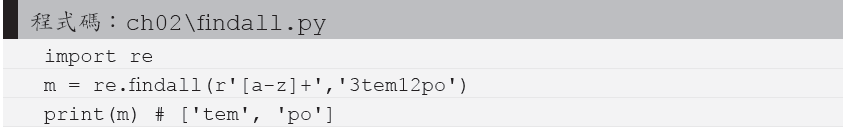 程式碼：ch02\findall.py
import re
m = re.findall(r'[a-z]+','3tem12po')
print(m) # ['tem', 'po']